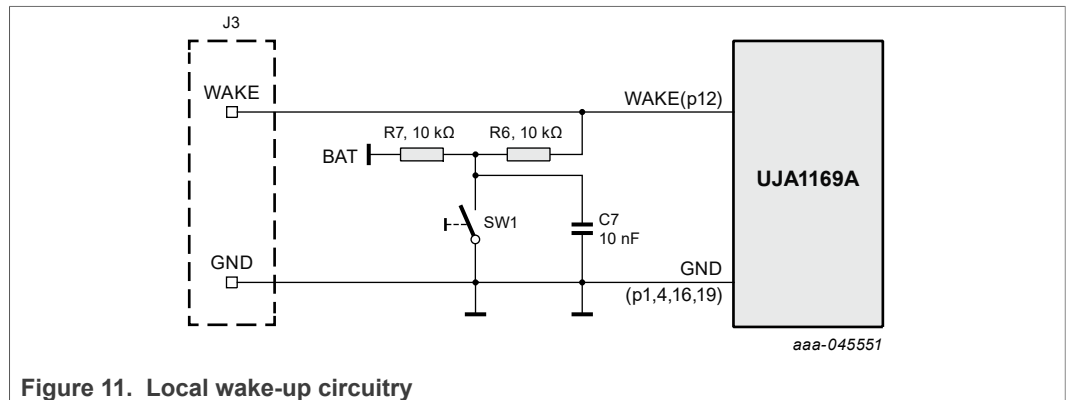 J3
WAKE
WAKE(p12)
R7, 10 kΩ
R6, 10 kΩ
BAT
UJA1169A
SW1
C7
10 nF
GND
GND
(p1,4,16,19)
aaa-045551
Figure 11. Local wake-up circuitry